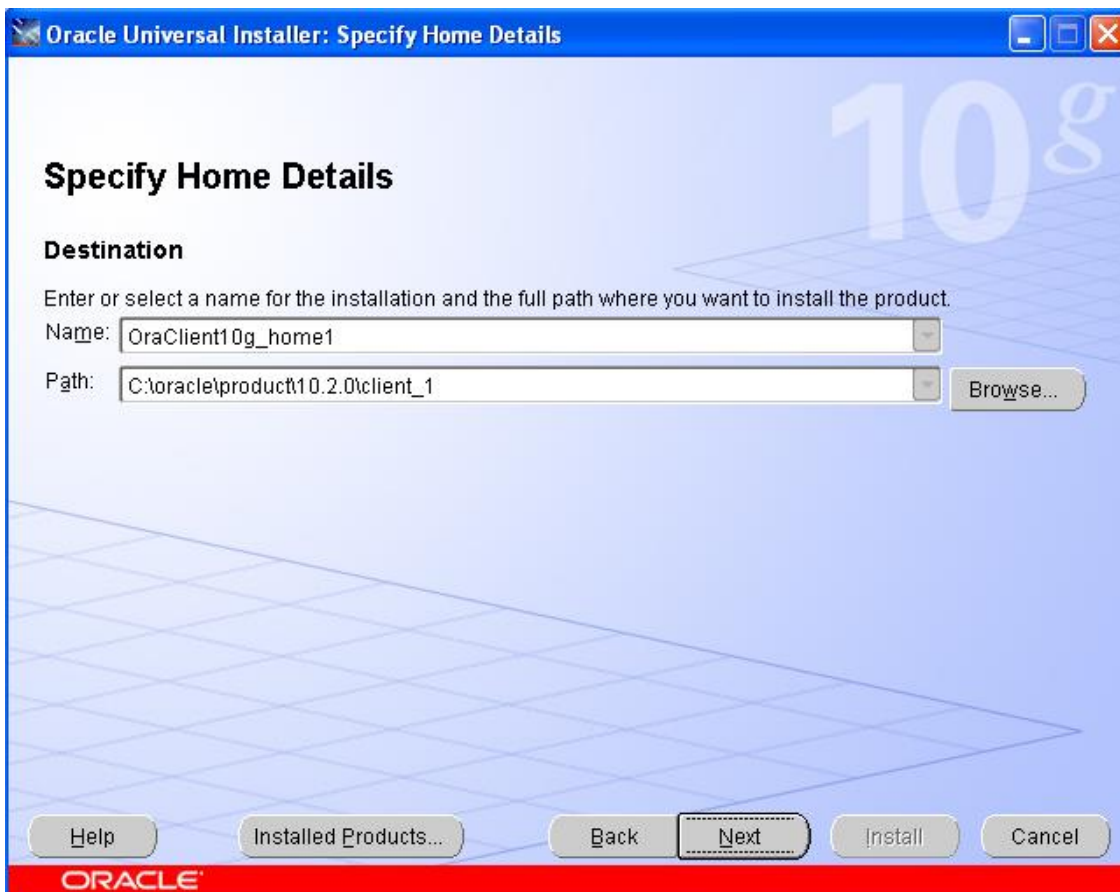 Oracle Universal Installer: Specify Home Details
10g
Specify Home Details
Destination
Enter or select a name for the installation and the full path where you want to install the product.
Name: OraClient10g_home1
Path: C:\oracle\product\10.2.0\client_1 Browse...
Help Installed Products... Back Next Install Cancel
ORACLE